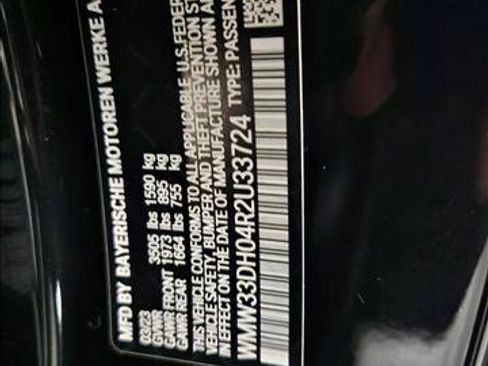 MFD BY BAYERISCHE MOTOREN WERKE A
03/23
GVWR 3505 lbs 1590 kg
GAWR FRONT 1973 lbs 895 kg
GAWR REAR 1664 lbs 755 kg
THIS VEHICLE CONFORMS TO ALL APPLICABLE U.S. FEDER
VEHICLE SAFETY, BUMPER AND THEFT PREVENTION ST
IN EFFECT ON THE DATE OF MANUFACTURE SHOWN A
WMW33DH04R2U33724 TYPE: PASSEN